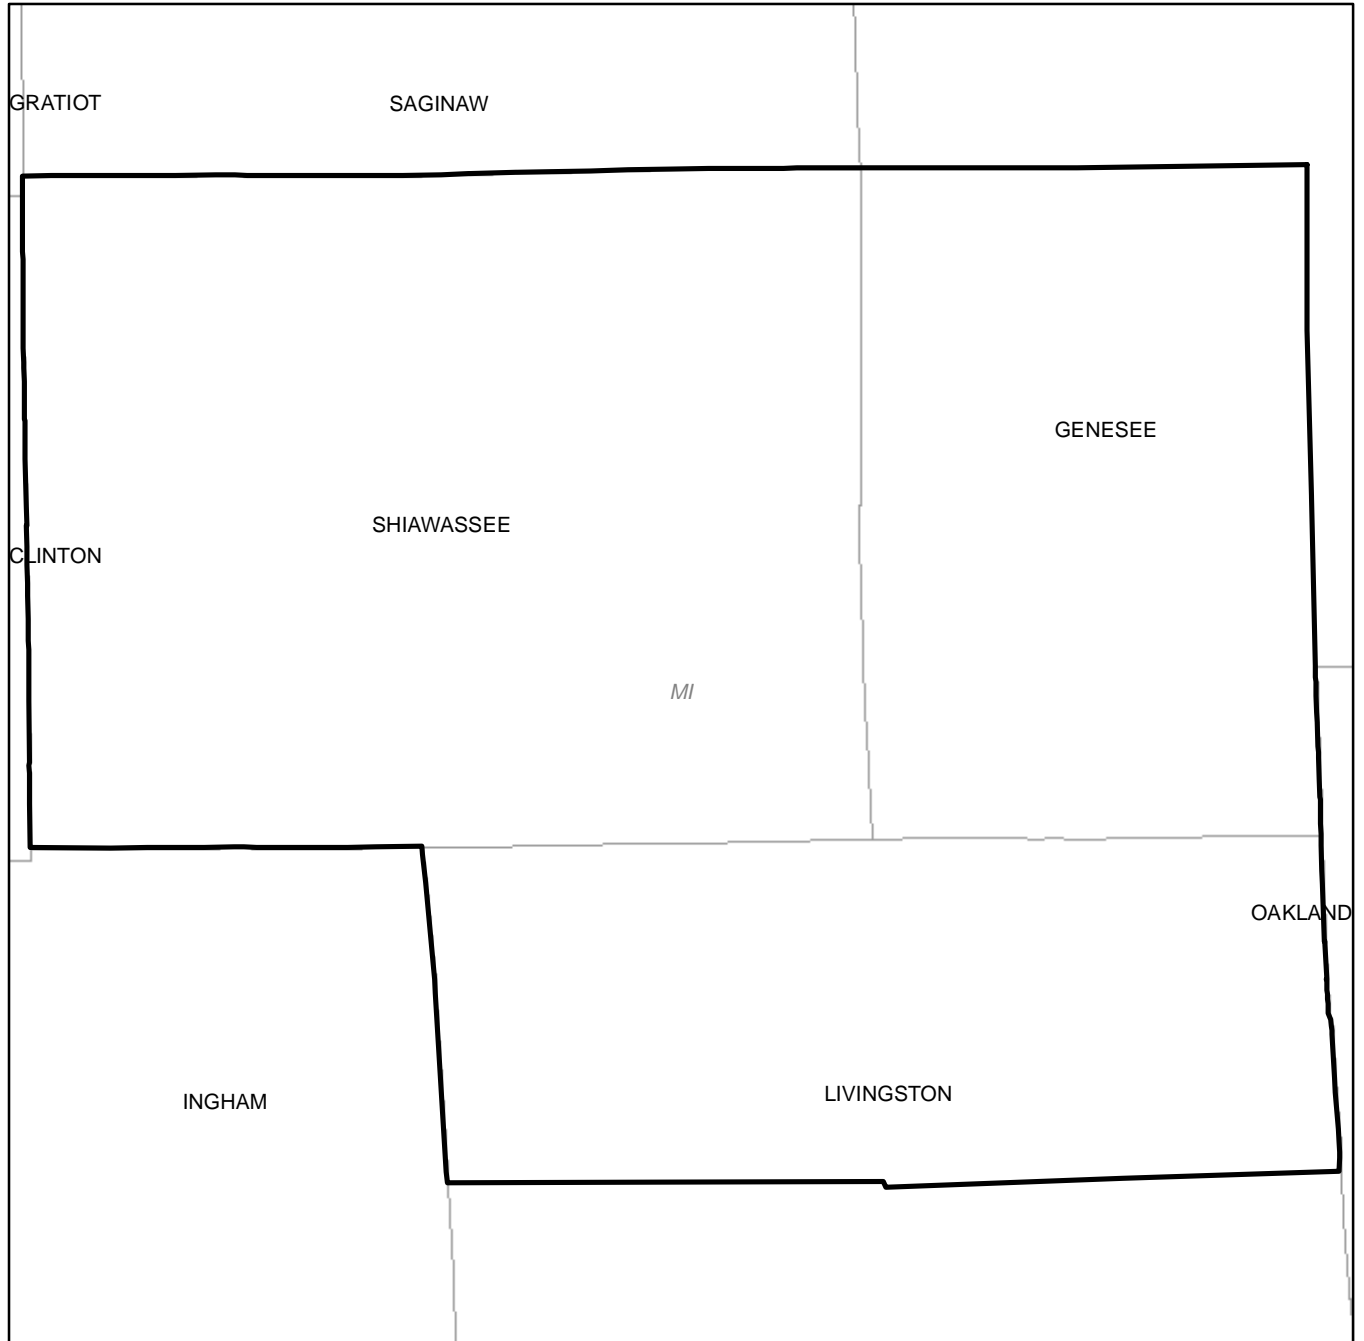 GRATIOT
SAGINAW
GENESEE
SHIAWASSEE
CLINTON
MI
OAKLAND
LIVINGSTON
INGHAM